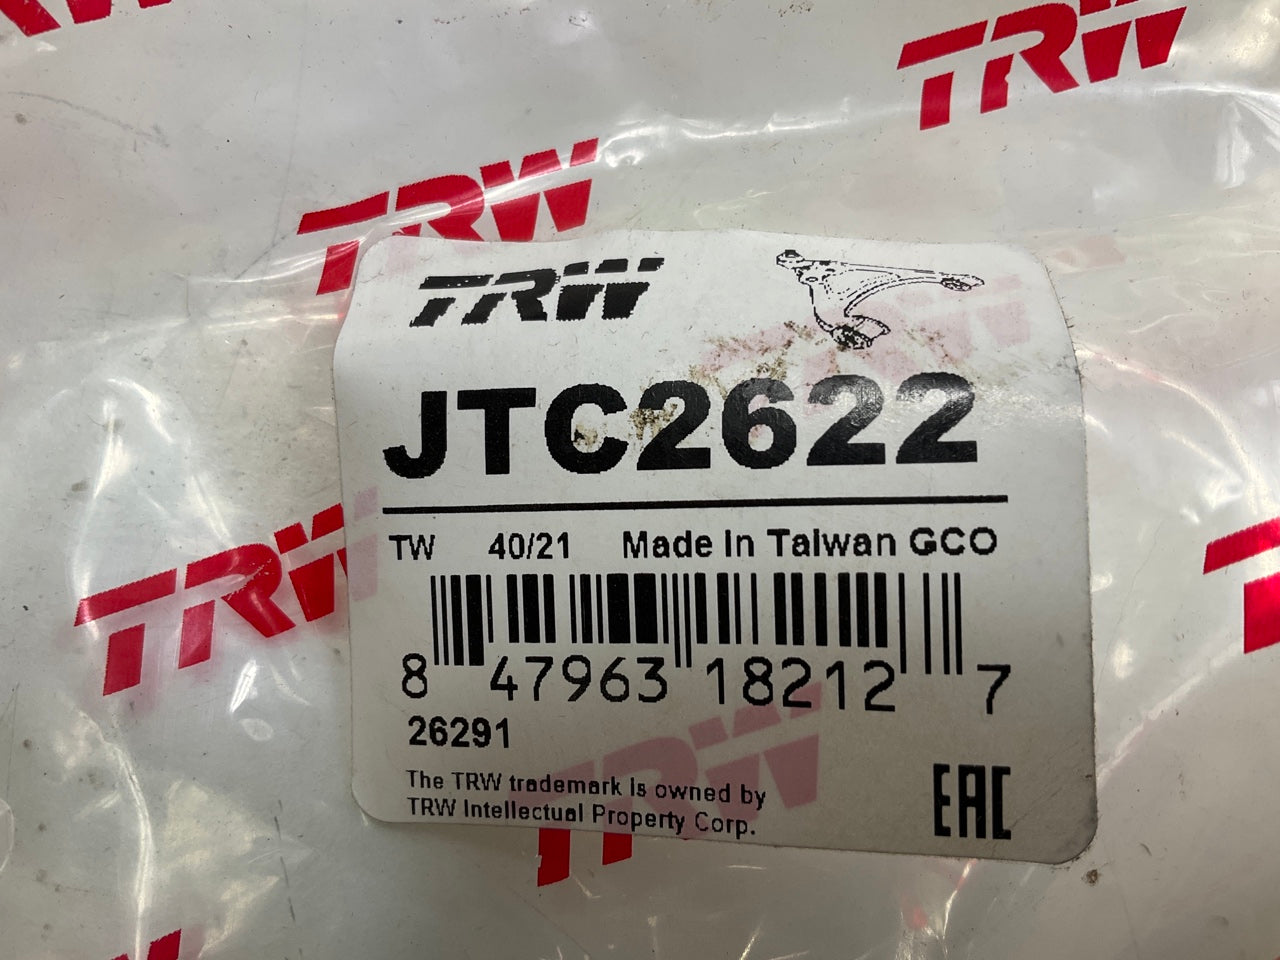 TRW
TRW
TRW
JTC2622
TW 40/21 Made In Taiwan GCO
8 47963 18212 7
26291
The TRW trademark is owned by
TRW Intellectual Property Corp.
EAC
TRW
TRW